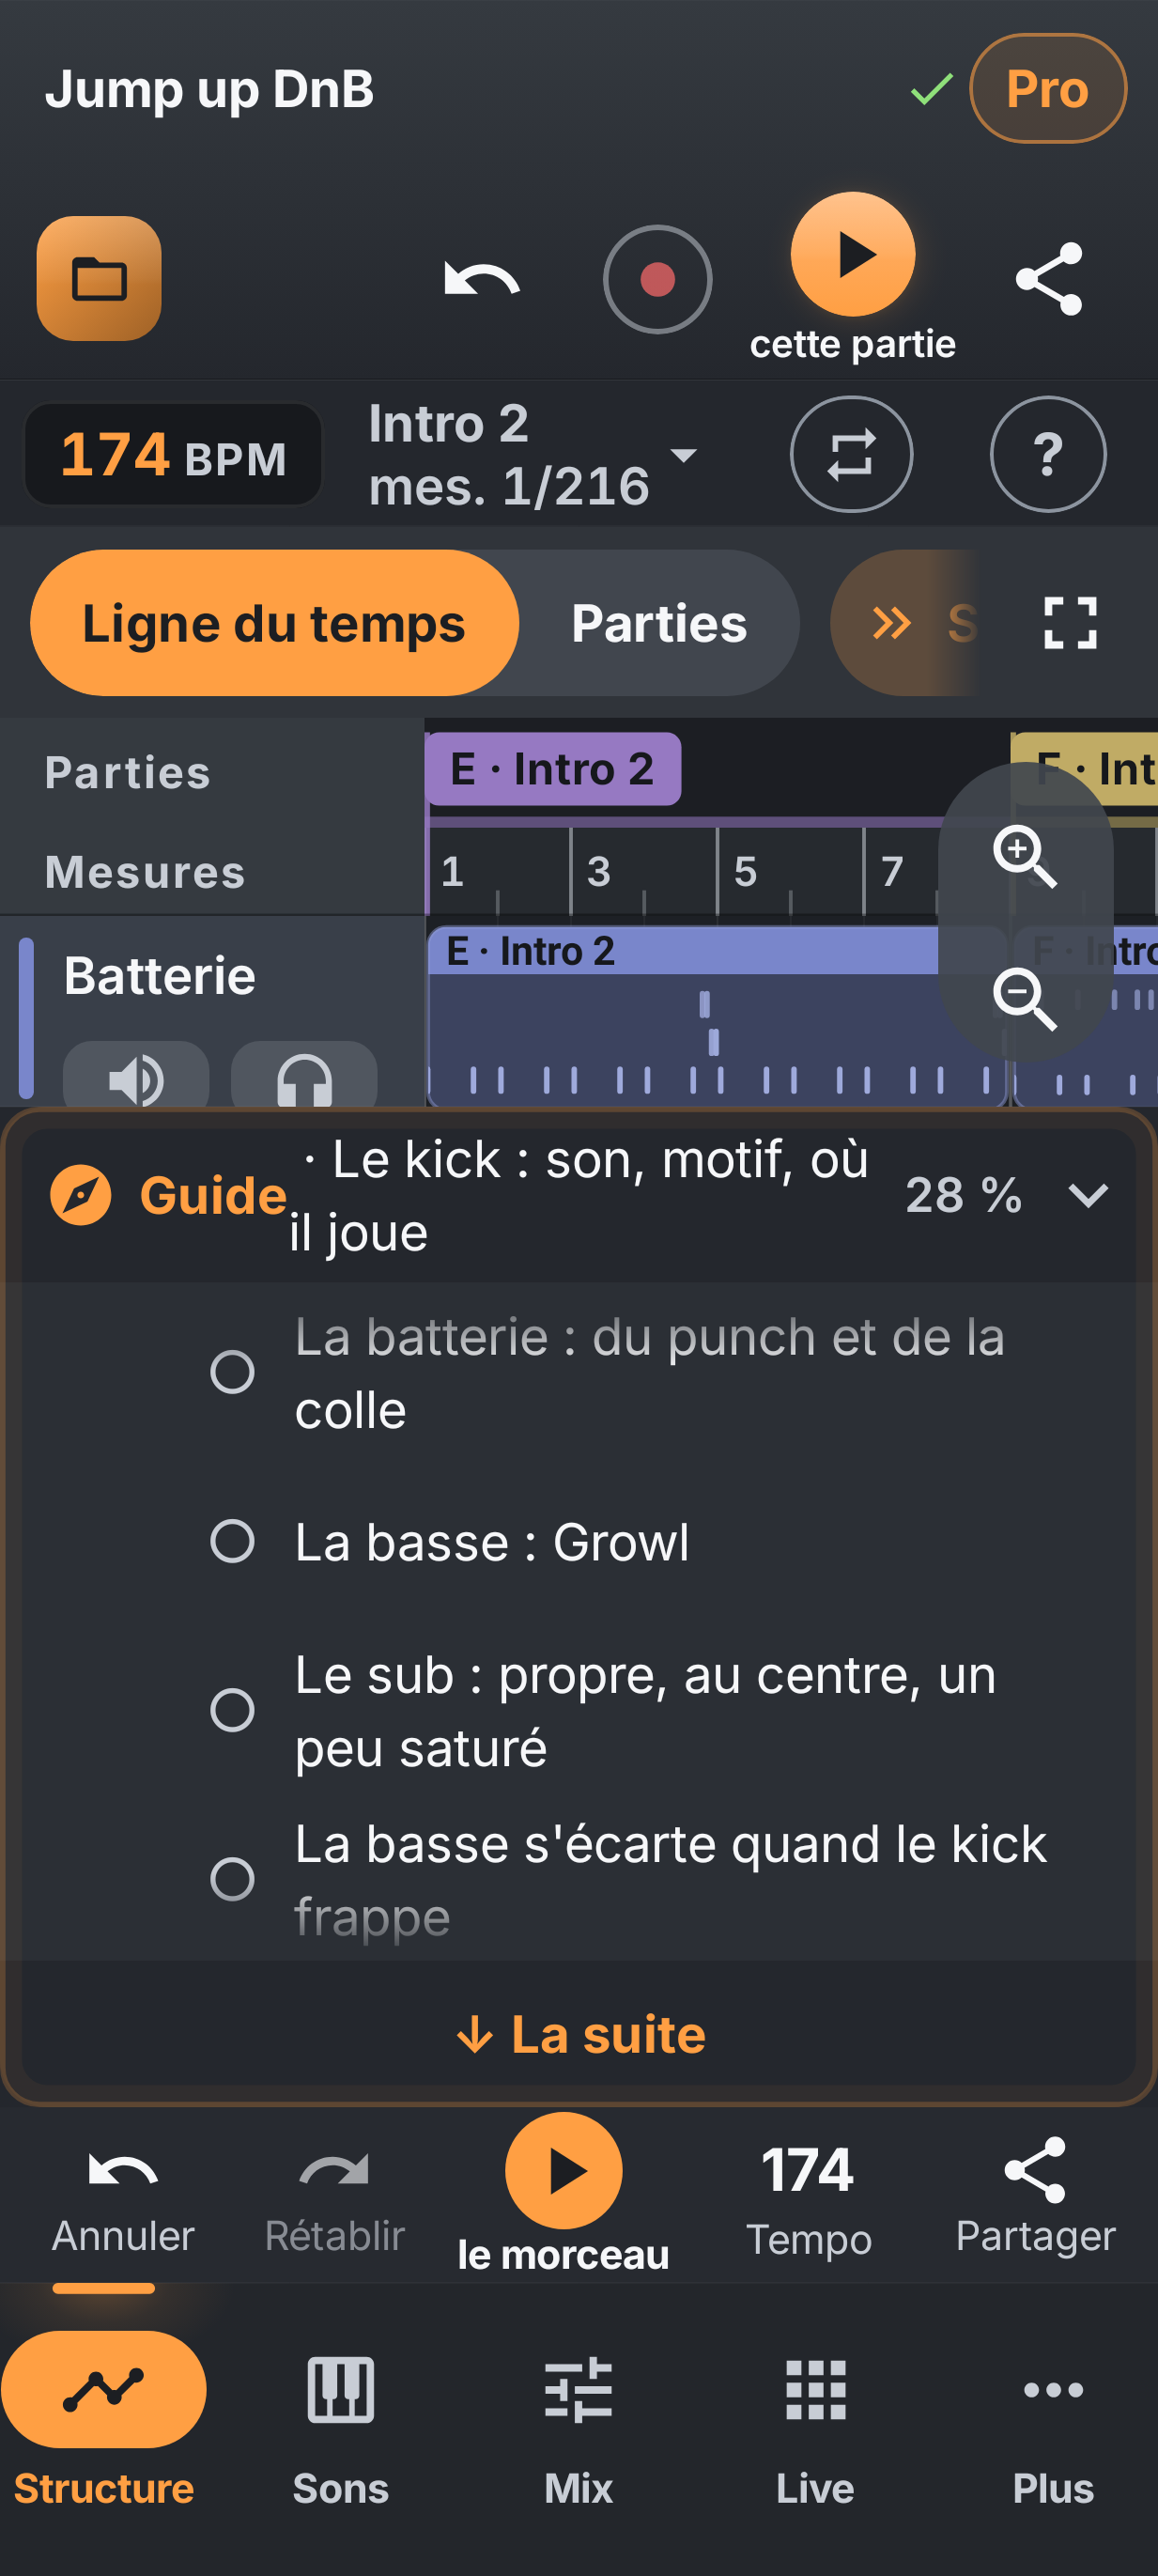 Jump up DnB
Pro
cette partie
174 BPM
Intro 2
mes. 1/216
?
Ligne du temps
Parties
S
Parties
E · Intro 2
F · Int
Mesures
1
3
5
7
Batterie
E · Intro 2
F · Intro
Guide
· Le kick : son, motif, où
il joue
28 %
La batterie : du punch et de la
colle
La basse : Growl
Le sub : propre, au centre, un
peu saturé
La basse s'écarte quand le kick
frappe
↓ La suite
Annuler
Rétablir
le morceau
174
Tempo
Partager
Structure
Sons
Mix
Live
Plus